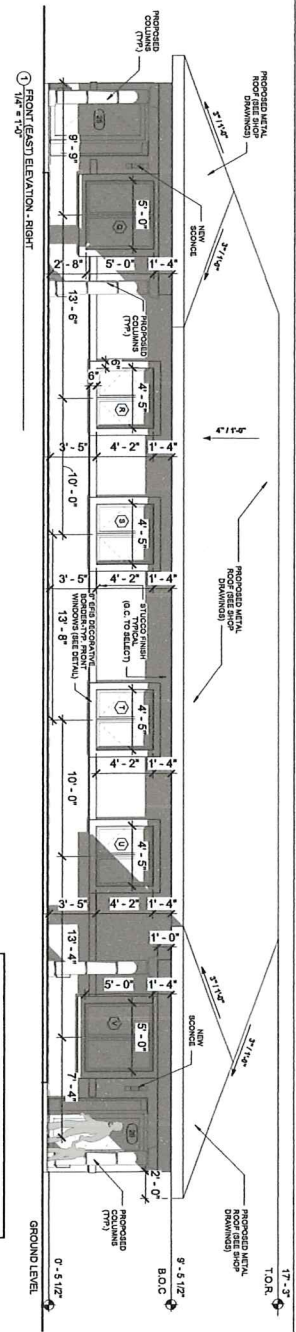 PROPOSED METAL
ROOF (SEE SHOP
DRAWINGS)
PROPOSED METAL
ROOF (SEE SHOP
DRAWINGS)
PROPOSED METAL
ROOF (SEE SHOP
DRAWINGS)
17' - 3"
T.O.R.
3" / 1'-0"
3" / 1'-0"
4" / 1'-0"
3" / 1'-0"
3" / 1'-0"
9' - 5 1/2"
B.O.C
PROPOSED
COLUMNS
(TYP.)
NEW
SCONCE
PROPOSED
COLUMNS
(TYP.)
STUCCO FINISH
TYPICAL
(G.C. TO SELECT)
EIFS DECORATIVE
BORDER-TYP. FRONT
WINDOWS (SEE DETAIL)
NEW
SCONCE
PROPOSED
COLUMNS
(TYP.)
1' - 4"
1' - 4"
1' - 4"
1' - 4"
1' - 4"
1' - 0"
1' - 4"
2' - 0"
5' - 0"
4' - 5"
4' - 5"
4' - 5"
4' - 5"
5' - 0"
Q
R
S
T
U
V
5' - 0"
4' - 2"
4' - 2"
4' - 2"
4' - 2"
5' - 0"
6"
6"
2' - 8"
3' - 5"
3' - 5"
3' - 5"
9' - 9"
13' - 6"
10' - 0"
13' - 8"
10' - 0"
13' - 4"
7' - 4"
0' - 5 1/2"
GROUND LEVEL
1 FRONT (EAST) ELEVATION - RIGHT
1/4" = 1'-0"